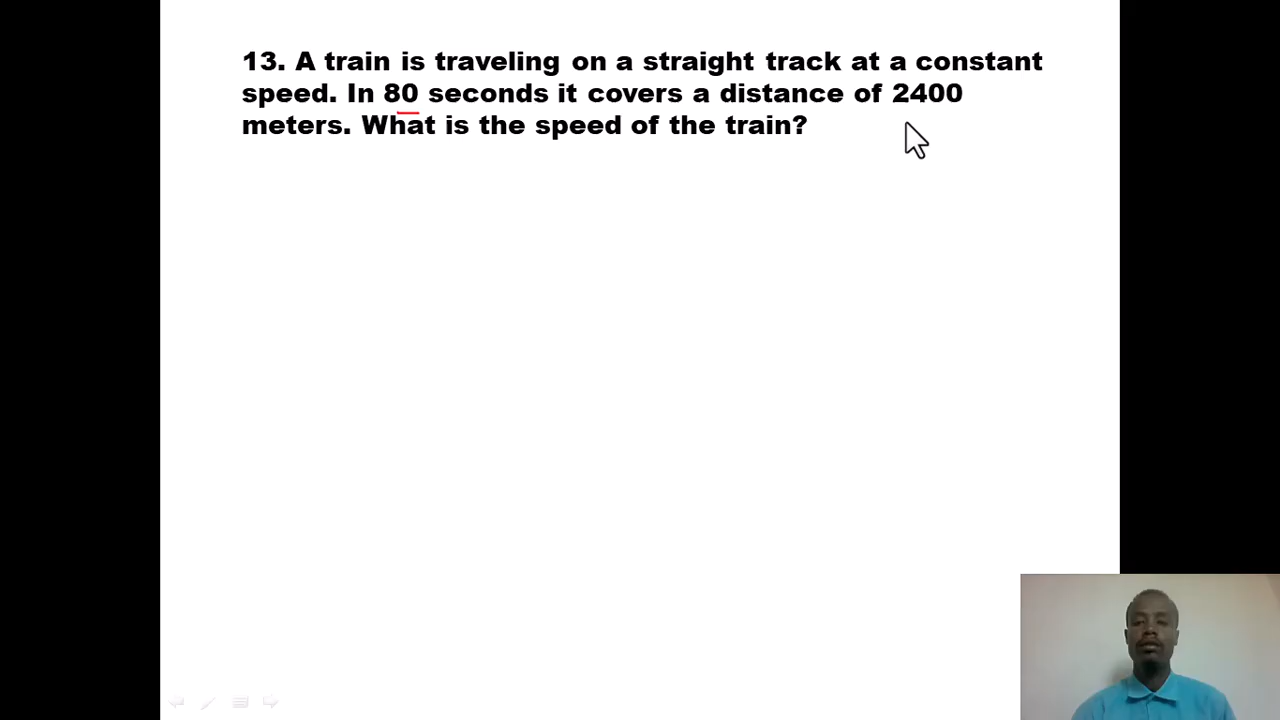 13. A train is traveling on a straight track at a constant
speed. In 80 seconds it covers a distance of 2400
meters. What is the speed of the train?